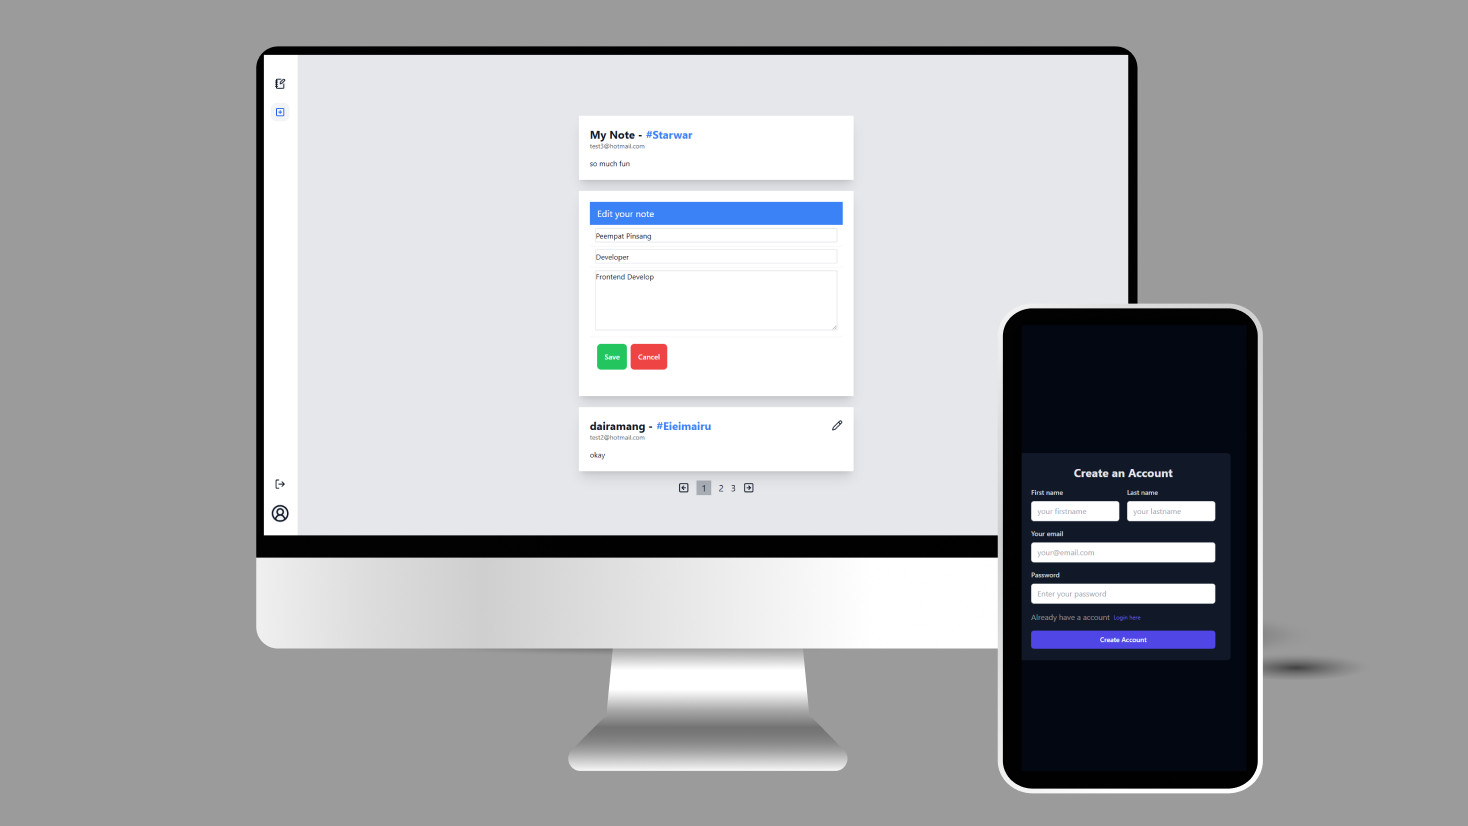 My Note - #Starwar
test3@hotmail.com
so much fun
Edit your note
Peempat Pinsang
Developer
Frontend Develop
Save Cancel
dairamang - #Eieimairu
test2@hotmail.com
okay
1 2 3
Create an Account
First name Last name
your firstname your lastname
Your email
your@email.com
Password
Enter your password
Already have a account Login here
Create Account